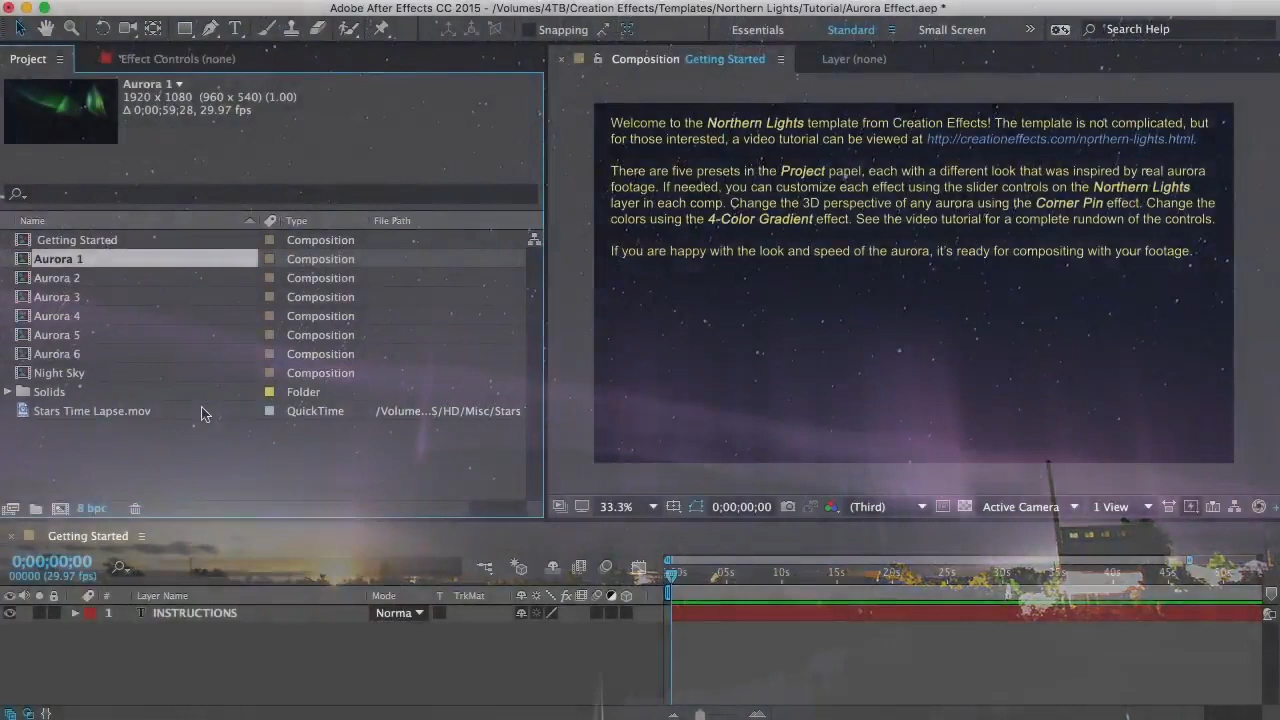 Adobe After Effects CC 2015 - /Volumes/4TB/Creation Effects/Templates/Northern Lights/Tutorial/Aurora Effect.aep *
Snapping
Essentials
Standard
Small Screen
Search Help
Project
Effect Controls (none)
Composition Getting Started
Layer (none)
Aurora 1
1920 x 1080 (960 x 540) (1.00)
Δ 0;00;59;28, 29.97 fps
Name
Type
File Path
Getting Started
Composition
Aurora 1
Composition
Aurora 2
Composition
Aurora 3
Composition
Aurora 4
Composition
Aurora 5
Composition
Aurora 6
Composition
Night Sky
Composition
Solids
Folder
Stars Time Lapse.mov
QuickTime
/Volume...S/HD/Misc/Stars
8 bpc
Welcome to the Northern Lights template from Creation Effects! The template is not complicated, but
for those interested, a video tutorial can be viewed at http://creationeffects.com/northern-lights.html.
There are five presets in the Project panel, each with a different look that was inspired by real aurora
footage. If needed, you can customize each effect using the slider controls on the Northern Lights
layer in each comp. Change the 3D perspective of any aurora using the Corner Pin effect. Change the
colors using the 4-Color Gradient effect. See the video tutorial for a complete rundown of the controls.
If you are happy with the look and speed of the aurora, it's ready for compositing with your footage.
33.3%
0;00;00;00
(Third)
Active Camera
1 View
Getting Started
0;00;00;00
00000 (29.97 fps)
05s
10s
15s
20s
25s
30s
35s
40s
45s
# Layer Name
Mode
T TrkMat
1 T INSTRUCTIONS
Norma